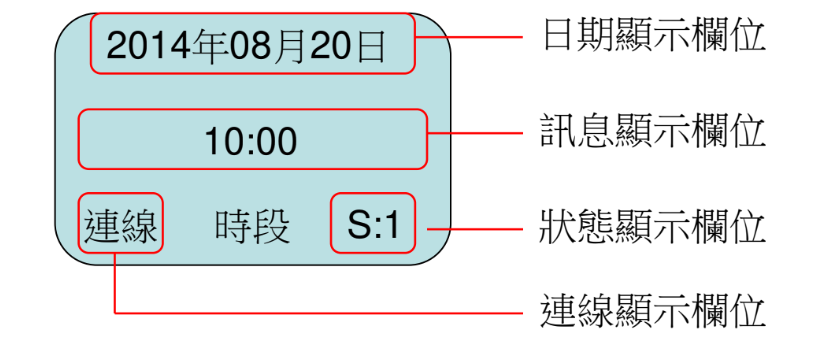 2014年08月20日
日期顯示欄位
10:00
訊息顯示欄位
連線 時段 S:1
狀態顯示欄位
連線顯示欄位